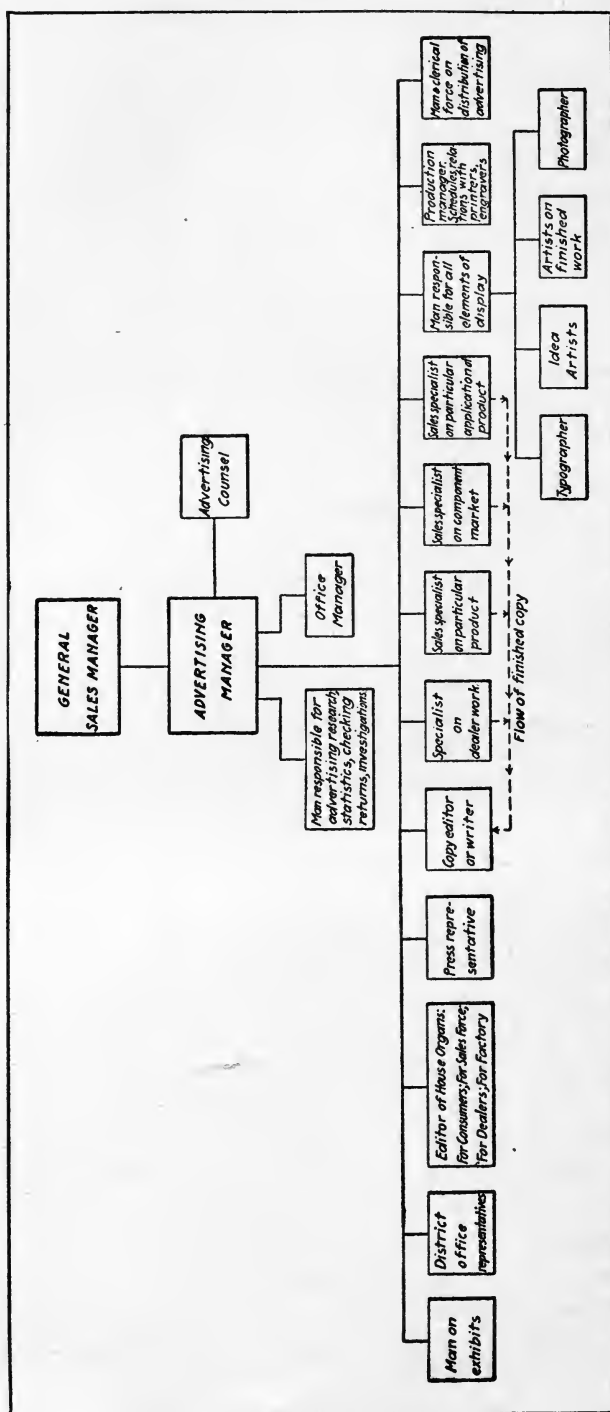 GENERAL
SALES MANAGER
ADVERTISING
MANAGER
Advertising
Counsel
Man responsible for
advertising research,
statistics, checking
returns, investigations
Office
Manager
Man on
exhibits
District
office
representatives
Editor of House Organs:
For Consumers; For Sales Force;
For Dealers; For Factory
Press repre-
sentative
Copy editor
or writer
Specialist
on
dealer work
Sales specialist
on particular
product
Sales specialist
on component
market
Sales specialist
on particular
application of
product
Man respon-
sible for all
elements of
display
Production
manager.
Schedules, rela-
tions with
printers,
engravers
Man & clerical
force on
distribution of
advertising
Flow of finished copy
Typographer
Idea
Artists
Artists on
finished
work
Photographer